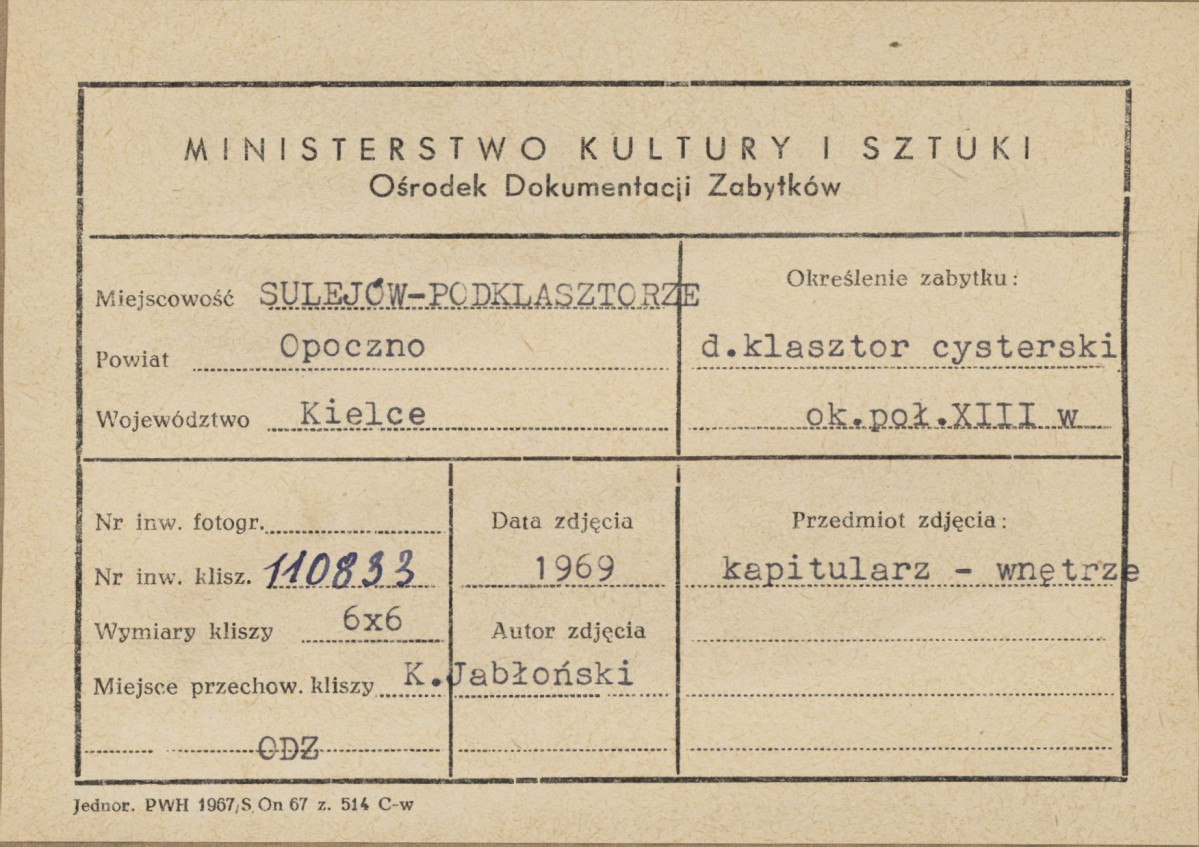 MINISTERSTWO KULTURY I SZTUKI
Ośrodek Dokumentacji Zabytków
Miejscowość SULEJÓW-PODKLASZTORZE
Powiat Opoczno
Województwo Kielce
Określenie zabytku:
d.klasztor cysterski
ok.poł.XIII w
Nr inw. fotogr.
Nr inw. klisz. 110833
Wymiary kliszy 6x6
Miejsce przechow. kliszy
ODZ
Data zdjęcia
1969
Autor zdjęcia
K.Jabłoński
Przedmiot zdjęcia:
kapitularz - wnętrze
Jednor. PWH 1967/S On 67 z. 514 C-w